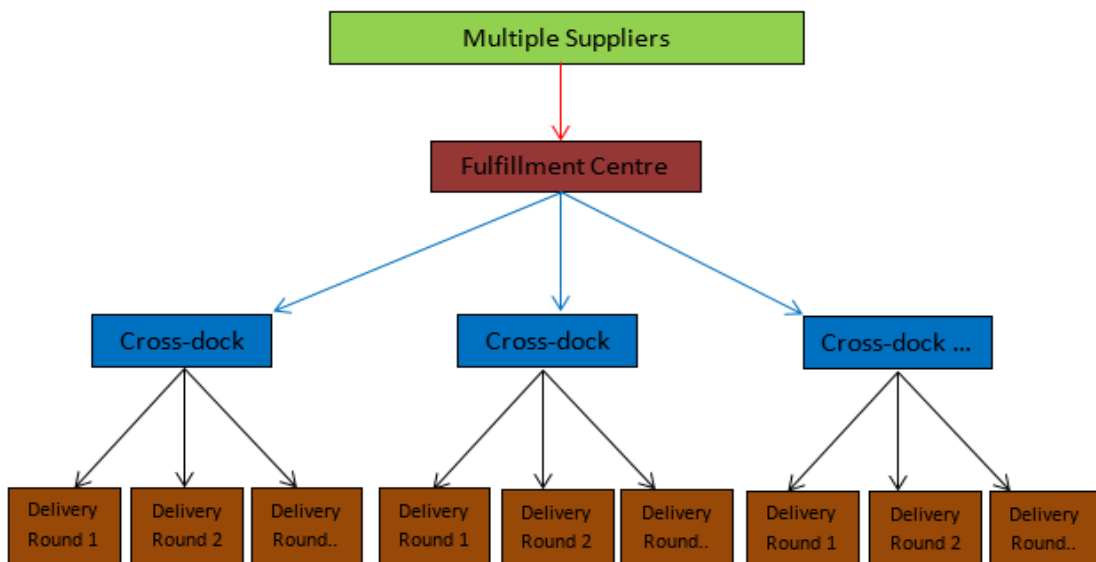 Multiple Suppliers
Fulfillment Centre
Cross-dock
Cross-dock
Cross-dock ...
Delivery
Round 1
Delivery
Round 2
Delivery
Round..
Delivery
Round 1
Delivery
Round 2
Delivery
Round..
Delivery
Round 1
Delivery
Round 2
Delivery
Round..